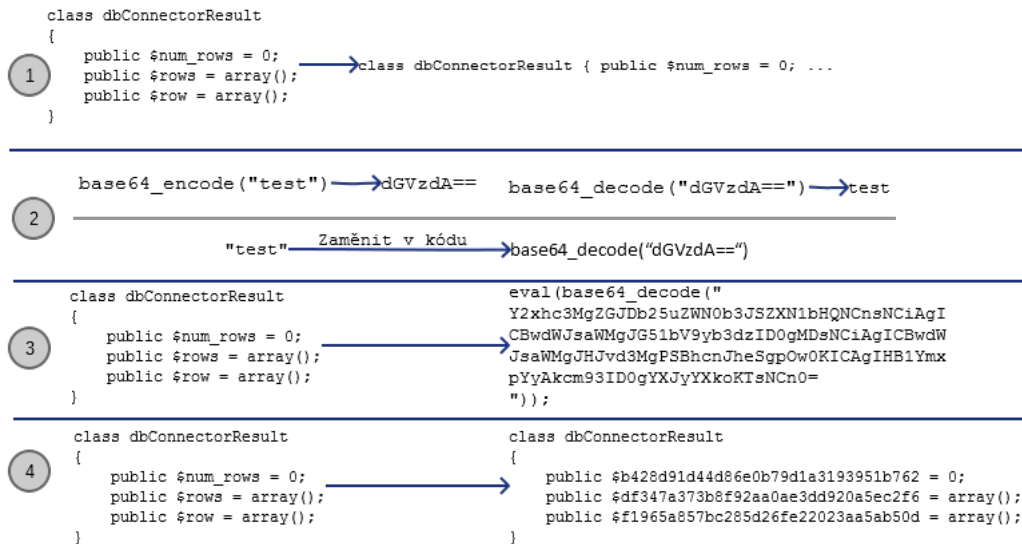 class dbConnectorResult
{
public $num_rows = 0;
public $rows = array();
public $row = array();
}
1
class dbConnectorResult { public $num_rows = 0; ...
2
base64_encode("test") dGVzdA== base64_decode("dGVzdA==") test
"test" Zaměnit v kódu base64_decode(“dGVzdA==“)
3
class dbConnectorResult
{
public $num_rows = 0;
public $rows = array();
public $row = array();
}
eval(base64_decode("
Y2xhc3MgZGJDb25uZWN0b3JSZXN1bHQNCnsNCiAgI
CBwdWJsaWMgJG51bV9yb3dzID0gMDsNCiAgICBwdW
JsaWMgJHJvd3MgPSBhcnJheSgpOw0KICAgIHB1Ymx
pYyAkcm93ID0gYXJyYXkoKTsNCn0=
"));
4
class dbConnectorResult
{
public $num_rows = 0;
public $rows = array();
public $row = array();
}
class dbConnectorResult
{
public $b428d91d44d86e0b79d1a3193951b762 = 0;
public $df347a373b8f92aa0ae3dd920a5ec2f6 = array();
public $f1965a857bc285d26fe22023aa5ab50d = array();
}